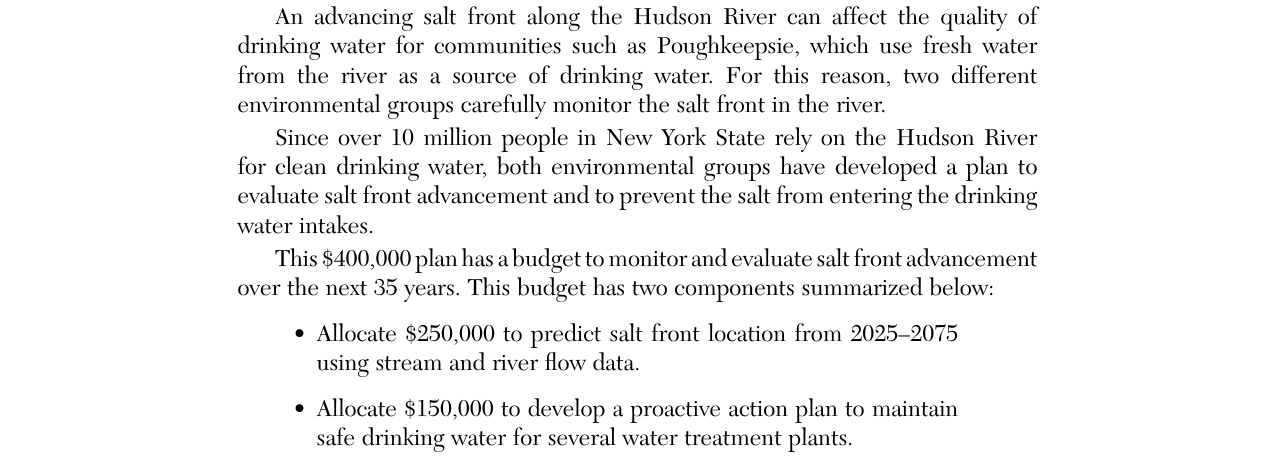 An advancing salt front along the Hudson River can affect the quality of
drinking water for communities such as Poughkeepsie, which use fresh water
from the river as a source of drinking water. For this reason, two different
environmental groups carefully monitor the salt front in the river.
Since over 10 million people in New York State rely on the Hudson River
for clean drinking water, both environmental groups have developed a plan to
evaluate salt front advancement and to prevent the salt from entering the drinking
water intakes.
This $400,000 plan has a budget to monitor and evaluate salt front advancement
over the next 35 years. This budget has two components summarized below:
• Allocate $250,000 to predict salt front location from 2025–2075
using stream and river flow data.
• Allocate $150,000 to develop a proactive action plan to maintain
safe drinking water for several water treatment plants.